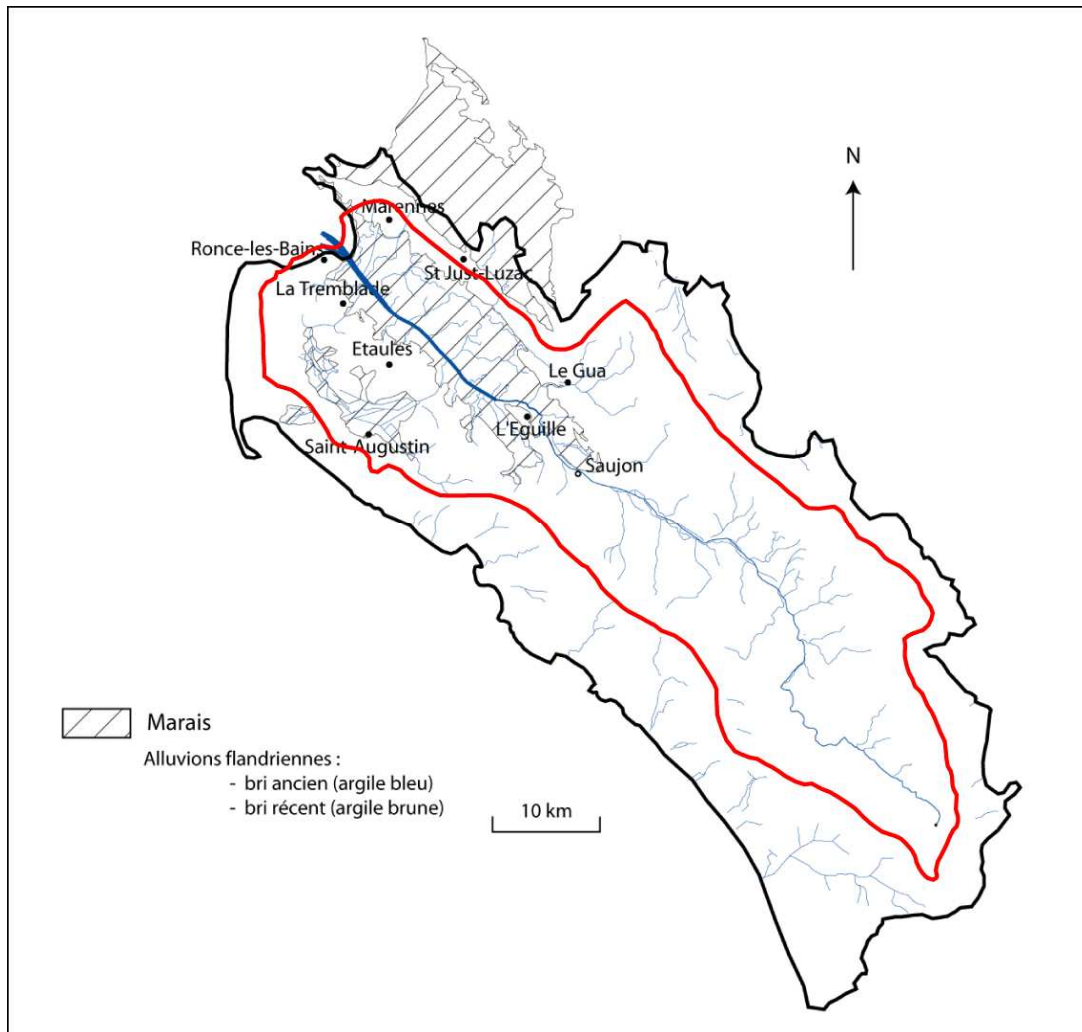 N
Marennes
Ronce-les-Bains
St Just-Luzac
La Tremblade
Etaules
Le Gua
L'Eguille
Saint-Augustin
Saujon
Marais
Alluvions flandriennes :
- bri ancien (argile bleu)
- bri récent (argile brune)
10 km